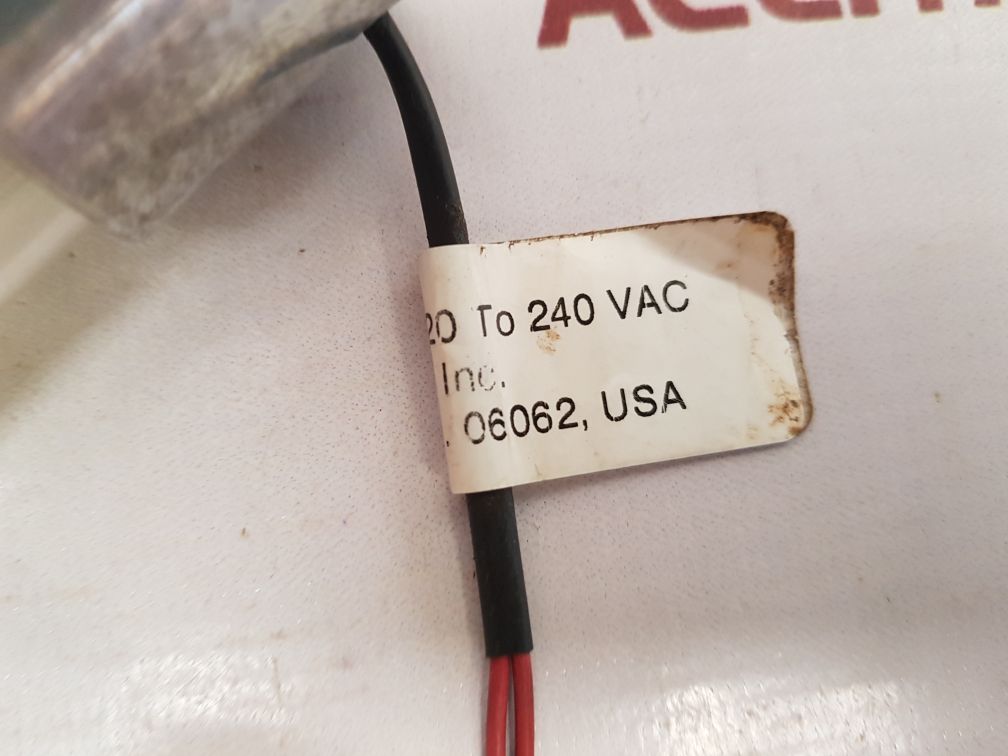 20 To 240 VAC
Inc.
. 06062, USA